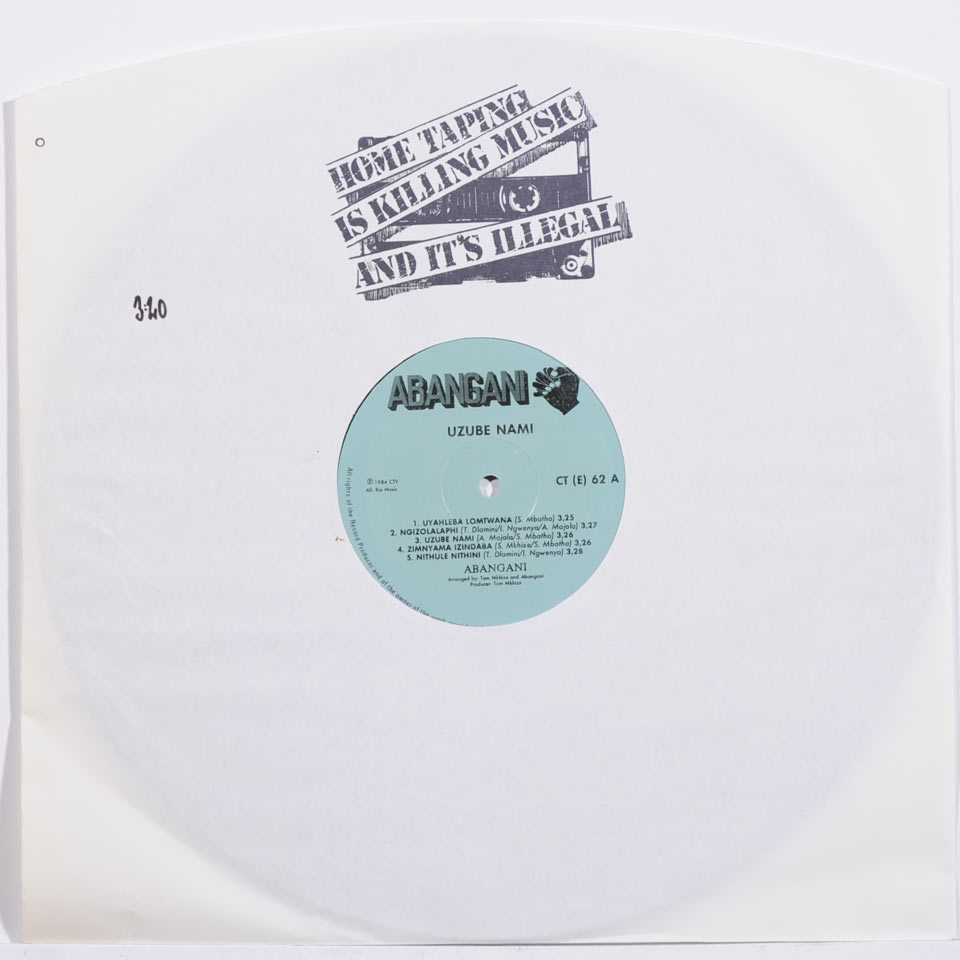 HOME TAPING
IS KILLING MUSIC
AND IT'S ILLEGAL
3·20
ABANGANI
UZUBE NAMI
℗ 1984 CTV
All. Rai Music
CT (E) 62 A
1. UYAHLEBA LOMTWANA (S. Mbatha) 3,25
2. NGIZOLALAPHI (T. Dlamini/I. Ngwenya/A. Majola) 3,27
3. UZUBE NAMI (A. Majola/S. Mbatha) 3,26
4. ZIMNYAMA IZINDABA (S. Mkhize/S. Mbatha) 3,26
5. NITHULE NITHINI (T. Dlamini/I. Ngwenya) 3,28
ABANGANI
Arranged by: Tom Mkhize and Abangani
Producer: Tom Mkhize
All rights of the Record Producer and of the owner of the